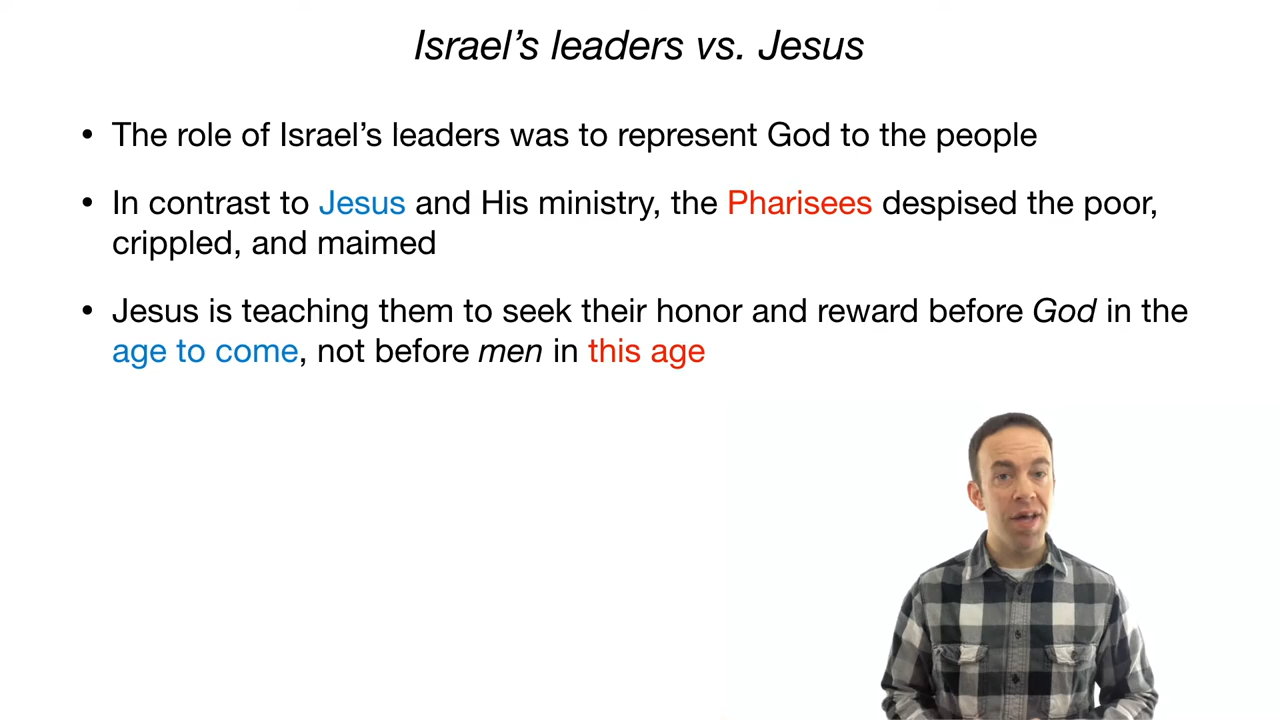 Israel’s leaders vs. Jesus
• The role of Israel’s leaders was to represent God to the people
• In contrast to Jesus and His ministry, the Pharisees despised the poor,
crippled, and maimed
• Jesus is teaching them to seek their honor and reward before God in the
age to come, not before men in this age